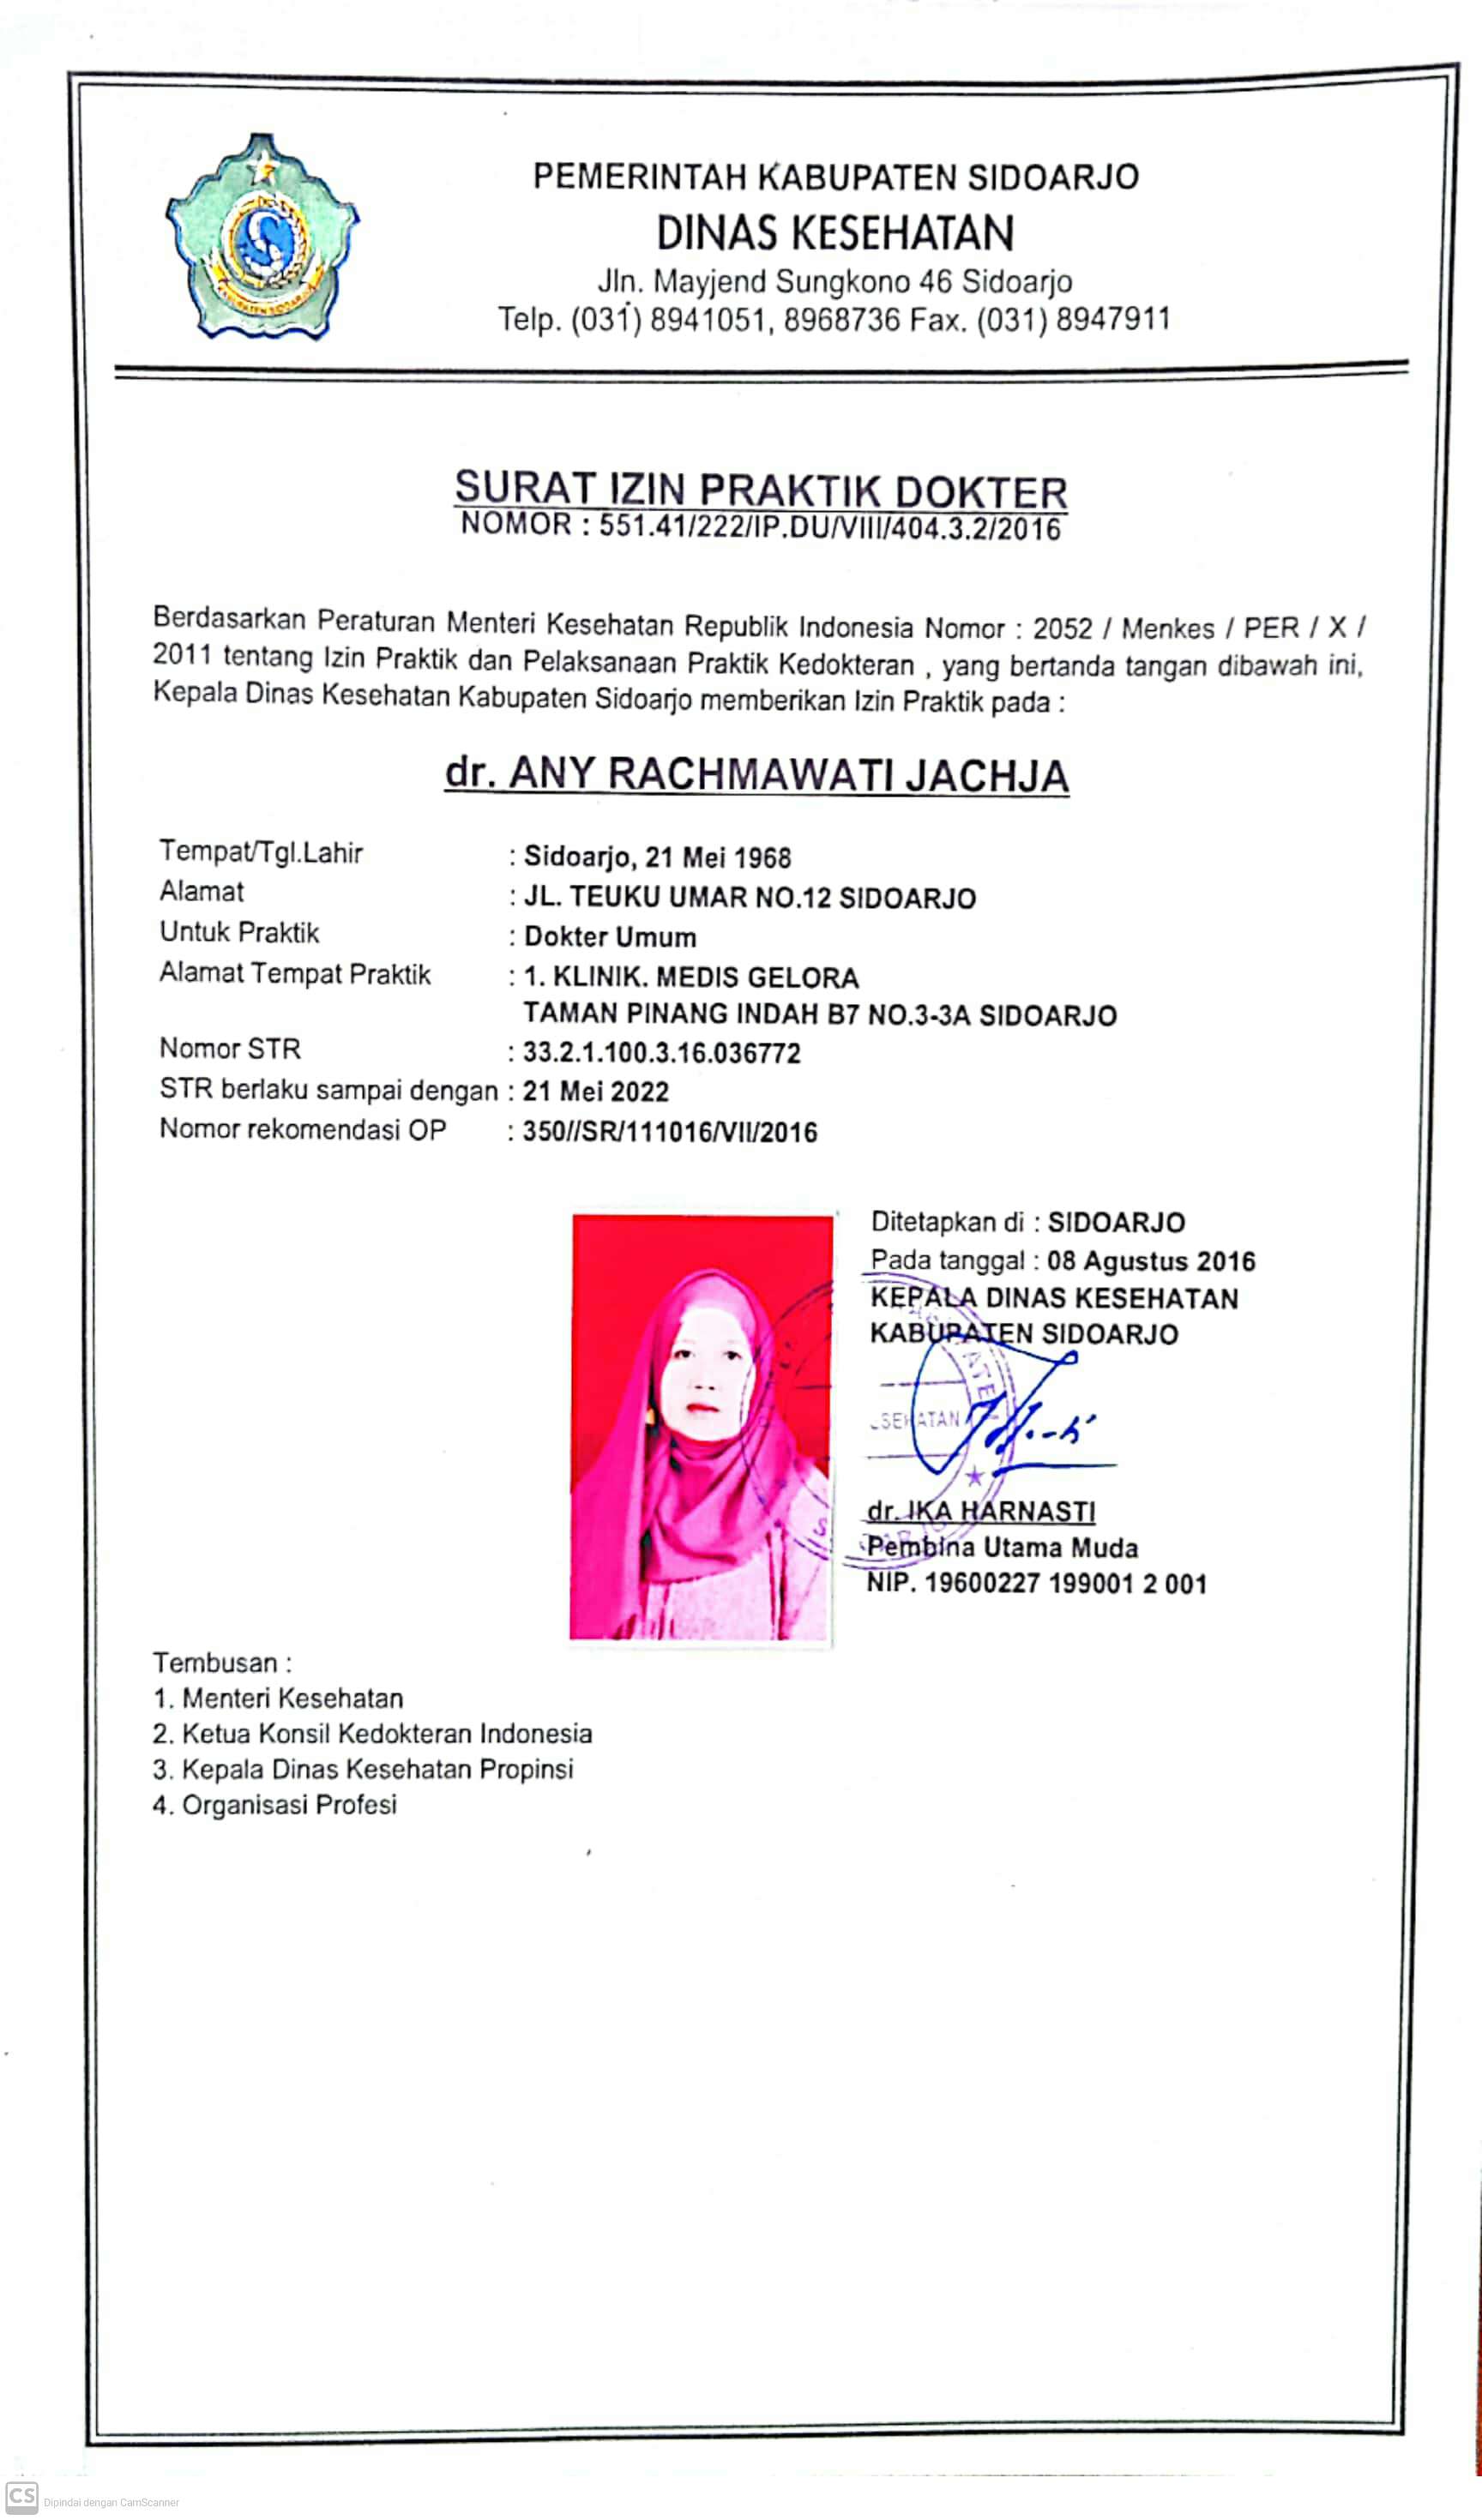 PEMERINTAH KABUPATEN SIDOARJO
DINAS KESEHATAN
Jln. Mayjend Sungkono 46 Sidoarjo
Telp. (031) 8941051, 8968736 Fax. (031) 8947911
KABUPATEN SIDOARJO
SURAT IZIN PRAKTIK DOKTER
NOMOR : 551.41/222/IP.DU/VIII/404.3.2/2016
Berdasarkan Peraturan Menteri Kesehatan Republik Indonesia Nomor : 2052 / Menkes / PER / X /
2011 tentang Izin Praktik dan Pelaksanaan Praktik Kedokteran , yang bertanda tangan dibawah ini,
Kepala Dinas Kesehatan Kabupaten Sidoarjo memberikan Izin Praktik pada :
dr. ANY RACHMAWATI JACHJA
Tempat/Tgl.Lahir : Sidoarjo, 21 Mei 1968
Alamat : JL. TEUKU UMAR NO.12 SIDOARJO
Untuk Praktik : Dokter Umum
Alamat Tempat Praktik : 1. KLINIK. MEDIS GELORA
TAMAN PINANG INDAH B7 NO.3-3A SIDOARJO
Nomor STR : 33.2.1.100.3.16.036772
STR berlaku sampai dengan : 21 Mei 2022
Nomor rekomendasi OP : 350//SR/111016/VII/2016
Ditetapkan di : SIDOARJO
Pada tanggal : 08 Agustus 2016
KEPALA DINAS KESEHATAN
KABUPATEN SIDOARJO
dr. IKA HARNASTI
Pembina Utama Muda
NIP. 19600227 199001 2 001
Tembusan :
1. Menteri Kesehatan
2. Ketua Konsil Kedokteran Indonesia
3. Kepala Dinas Kesehatan Propinsi
4. Organisasi Profesi
CS Dipindai dengan CamScanner